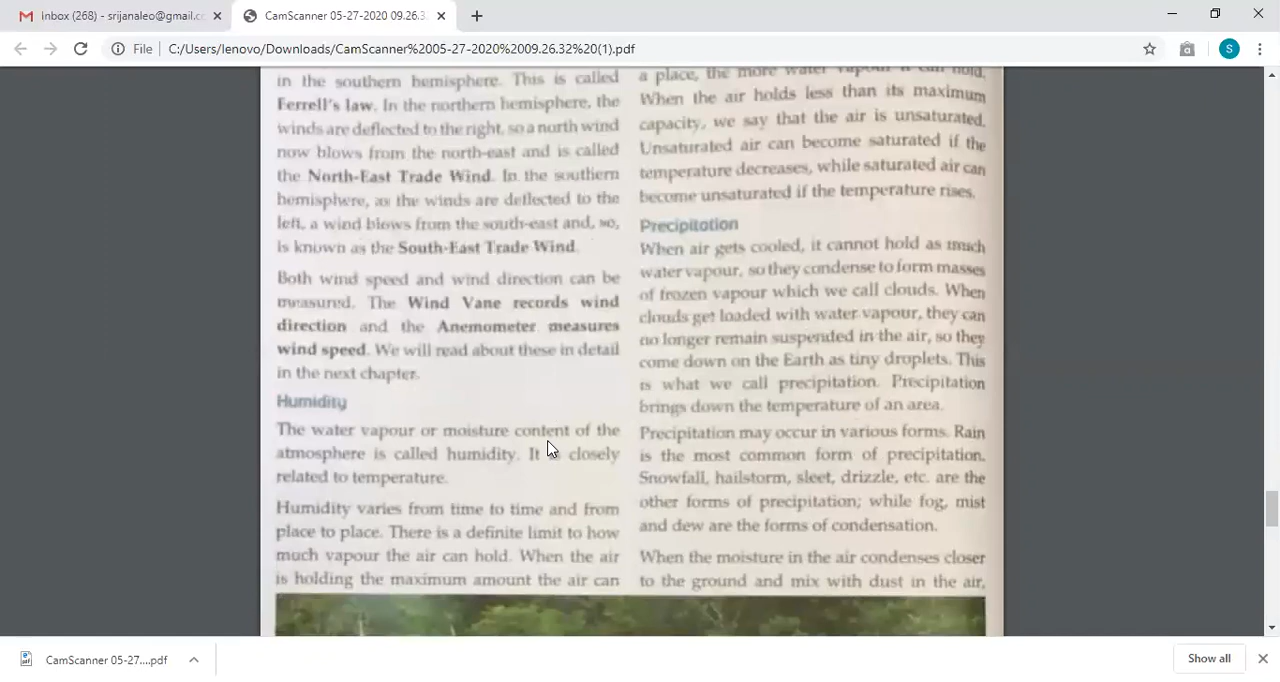 Inbox (268) - srijanaleo@gmail.cc
CamScanner 05-27-2020 09.26.3
File
C:/Users/lenovo/Downloads/CamScanner%2005-27-2020%2009.26.32%20(1).pdf
S
in the southern hemisphere. This is called
Ferrell's law. In the northern hemisphere, the
winds are deflected to the right, so a north wind
now blows from the north-east and is called
the North-East Trade Wind. In the southern
hemisphere, as the winds are deflected to the
left, a wind blows from the south-east and, so,
is known as the South-East Trade Wind.
Both wind speed and wind direction can be
measured. The Wind Vane records wind
direction and the Anemometer measures
wind speed. We will read about these in detail
in the next chapter.
Humidity
The water vapour or moisture content of the
atmosphere is called humidity. It closely
related to temperature.
Humidity varies from time to time and from
place to place. There is a definite limit to how
much vapour the air can hold. When the air
is holding the maximum amount the air can
a place, the more water vapour it can hold.
When the air holds less than its maximum
capacity, we say that the air is unsaturated.
Unsaturated air can become saturated if the
temperature decreases, while saturated air can
become unsaturated if the temperature rises.
Precipitation
When air gets cooled, it cannot hold as much
water vapour, so they condense to form masses
of frozen vapour which we call clouds. When
clouds get loaded with water vapour, they can
no longer remain suspended in the air, so they
come down on the Earth as tiny droplets. This
is what we call precipitation. Precipitation
brings down the temperature of an area.
Precipitation may occur in various forms. Rain
is the most common form of precipitation.
Snowfall, hailstorm, sleet, drizzle, etc. are the
other forms of precipitation; while fog, mist
and dew are the forms of condensation.
When the moisture in the air condenses closer
to the ground and mix with dust in the air,
CamScanner 05-27....pdf
Show all